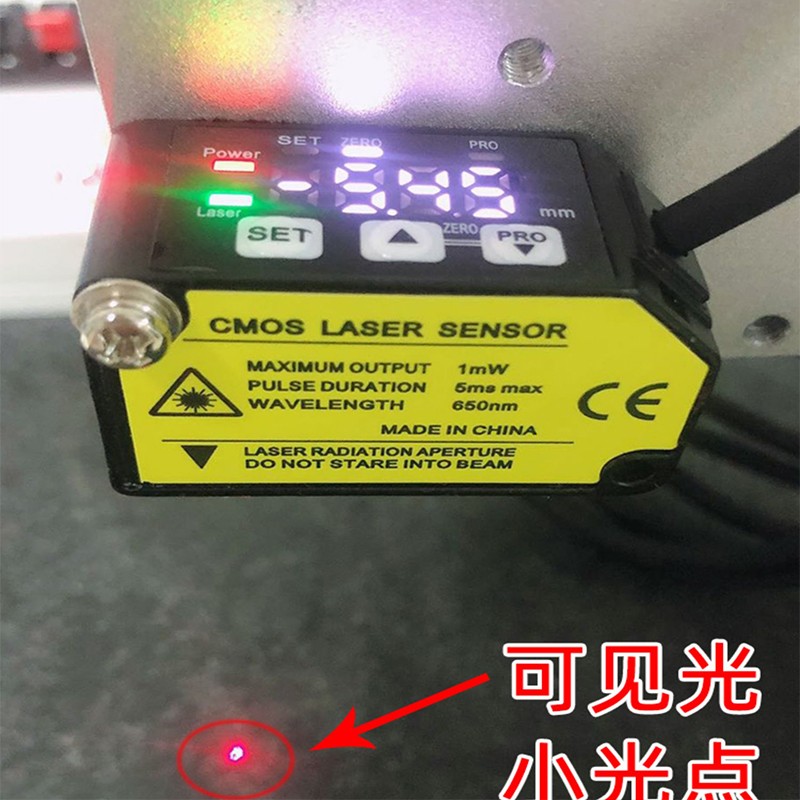 SET ZERO PRO
Power
-9.45 mm
Laser
ZERO
SET PRO
CMOS LASER SENSOR
MAXIMUM OUTPUT 1mW
PULSE DURATION 5ms max
WAVELENGTH 650nm
CE
MADE IN CHINA
LASER RADIATION APERTURE
DO NOT STARE INTO BEAM
可见光
小光点